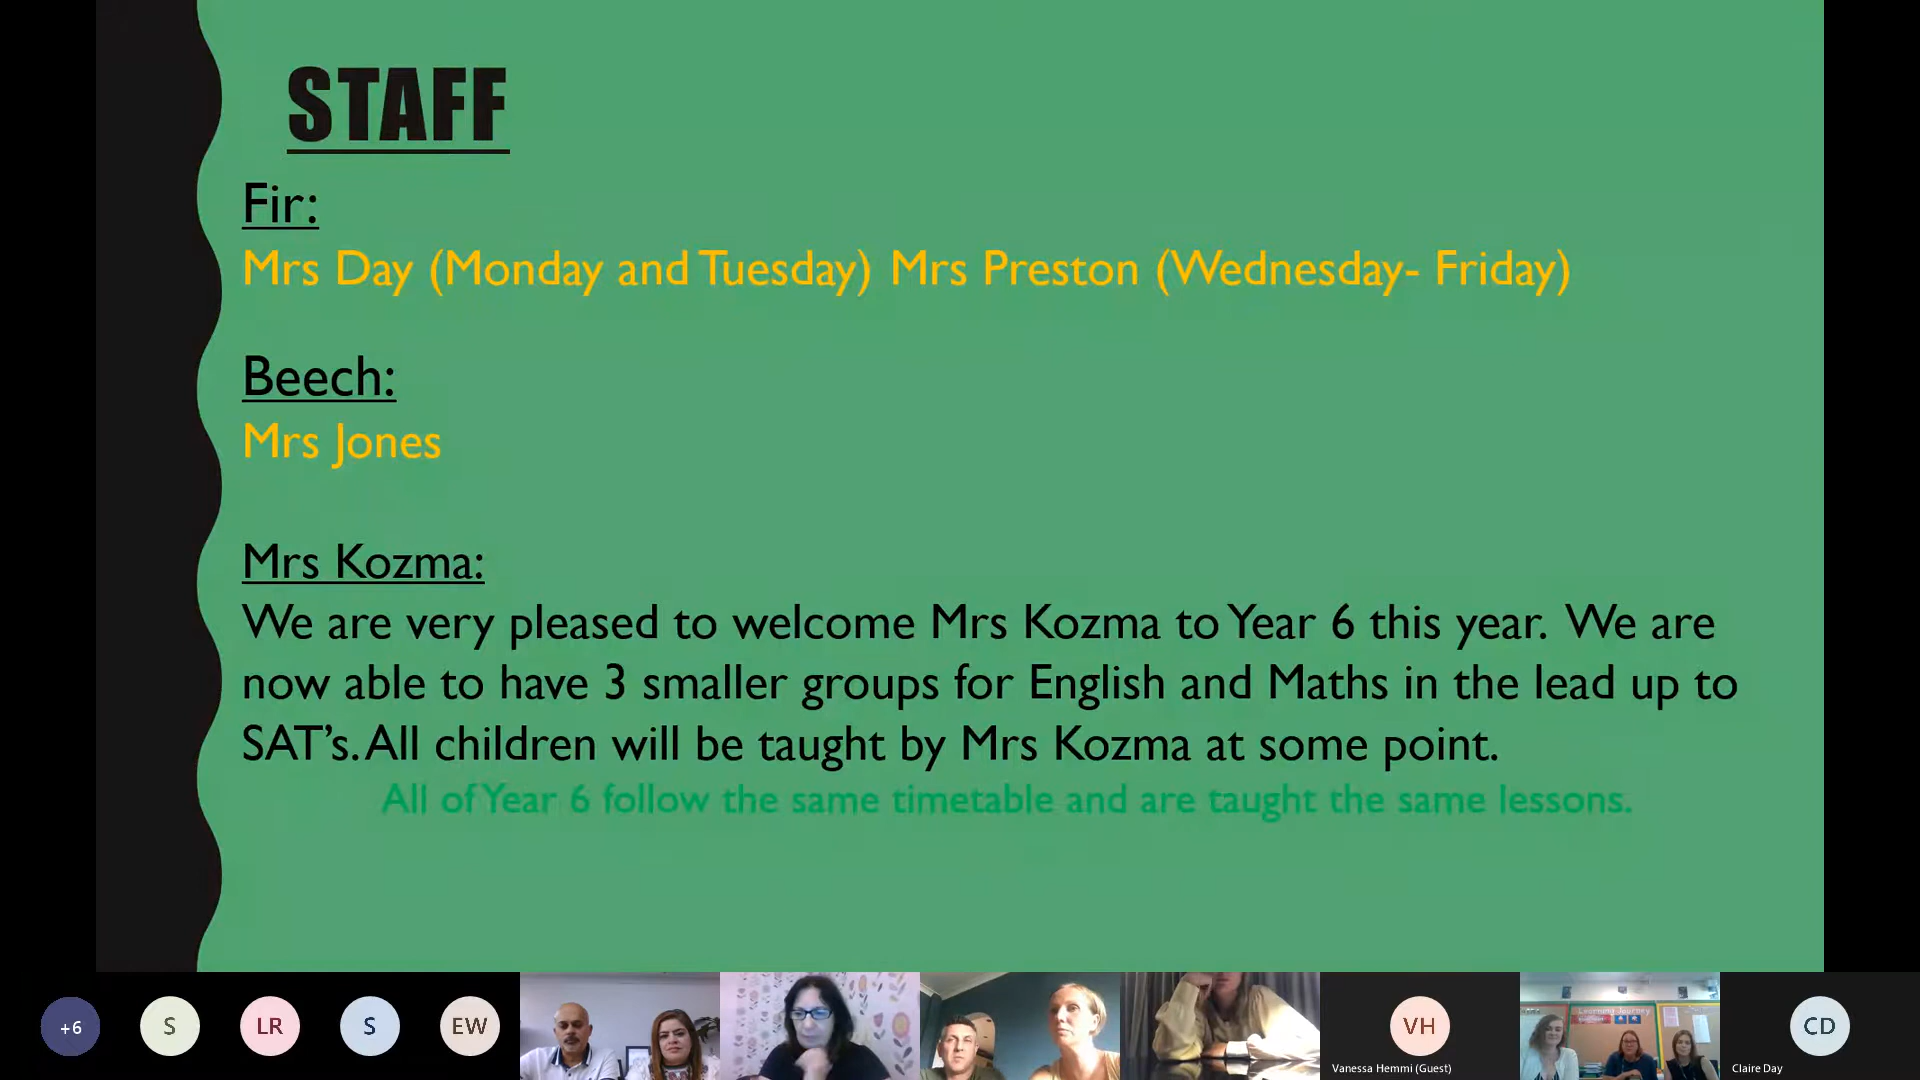 STAFF
Fir:
Mrs Day (Monday and Tuesday) Mrs Preston (Wednesday- Friday)
Beech:
Mrs Jones
Mrs Kozma:
We are very pleased to welcome Mrs Kozma to Year 6 this year. We are
now able to have 3 smaller groups for English and Maths in the lead up to
SAT's. All children will be taught by Mrs Kozma at some point.
All of Year 6 follow the same timetable and are taught the same lessons.
+6
S
LR
S
EW
VH
Vanessa Hemmi (Guest)
Learning Journey
CD
Claire Day